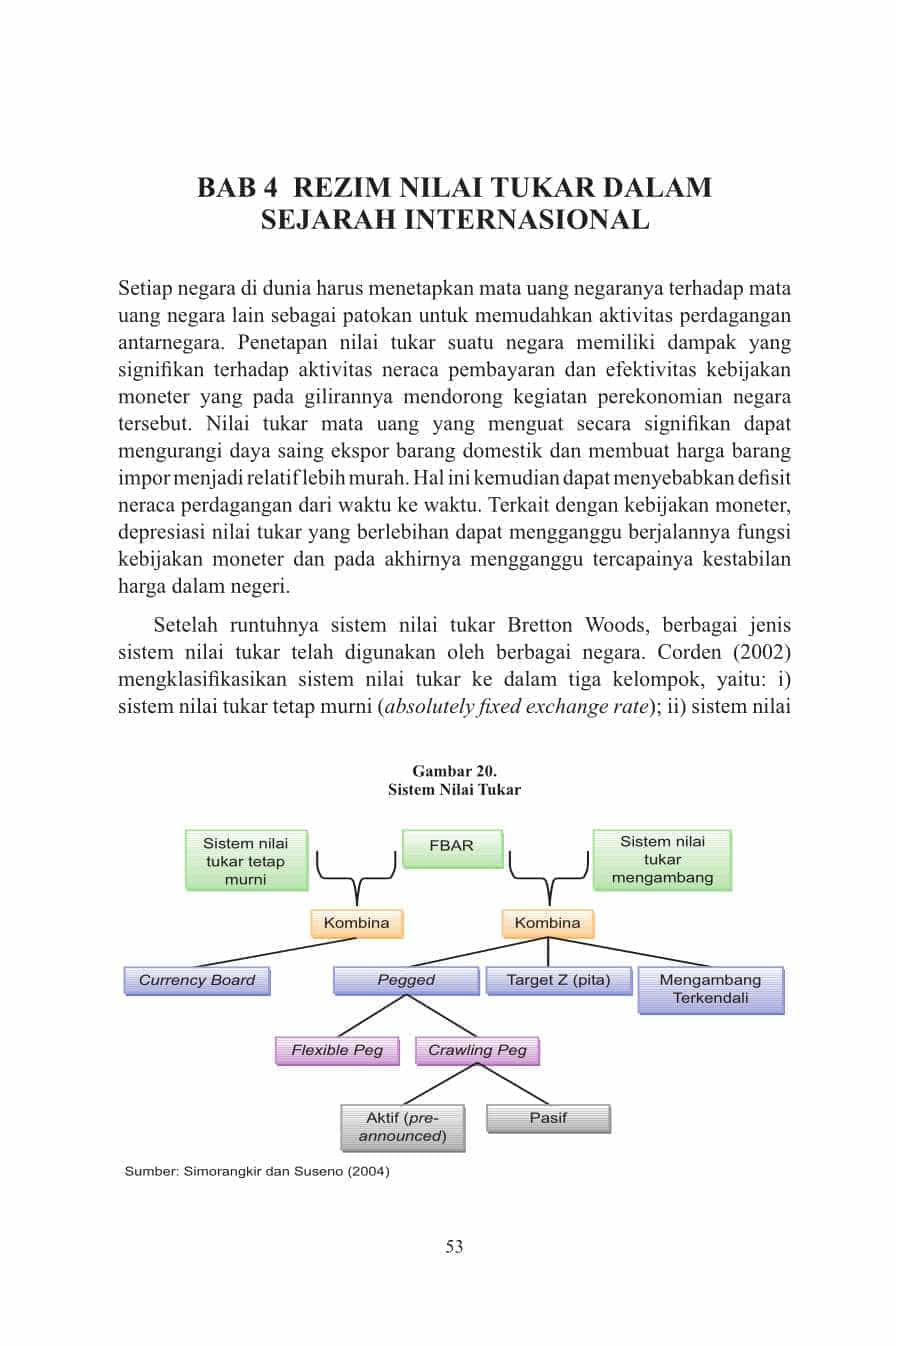 BAB 4 REZIM NILAI TUKAR DALAM
SEJARAH INTERNASIONAL
Setiap negara di dunia harus menetapkan mata uang negaranya terhadap mata
uang negara lain sebagai patokan untuk memudahkan aktivitas perdagangan
antarnegara. Penetapan nilai tukar suatu negara memiliki dampak yang
signifikan terhadap aktivitas neraca pembayaran dan efektivitas kebijakan
moneter yang pada gilirannya mendorong kegiatan perekonomian negara
tersebut. Nilai tukar mata uang yang menguat secara signifikan dapat
mengurangi daya saing ekspor barang domestik dan membuat harga barang
impor menjadi relatif lebih murah. Hal ini kemudian dapat menyebabkan defisit
neraca perdagangan dari waktu ke waktu. Terkait dengan kebijakan moneter,
depresiasi nilai tukar yang berlebihan dapat mengganggu berjalannya fungsi
kebijakan moneter dan pada akhirnya mengganggu tercapainya kestabilan
harga dalam negeri.
Setelah runtuhnya sistem nilai tukar Bretton Woods, berbagai jenis
sistem nilai tukar telah digunakan oleh berbagai negara. Corden (2002)
mengklasifikasikan sistem nilai tukar ke dalam tiga kelompok, yaitu: i)
sistem nilai tukar tetap murni (absolutely fixed exchange rate); ii) sistem nilai
Gambar 20.
Sistem Nilai Tukar
Sistem nilai
tukar tetap
murni
FBAR
Sistem nilai
tukar
mengambang
Kombina
Kombina
Currency Board
Pegged
Target Z (pita)
Mengambang
Terkendali
Flexible Peg
Crawling Peg
Aktif (pre-
announced)
Pasif
Sumber: Simorangkir dan Suseno (2004)
53